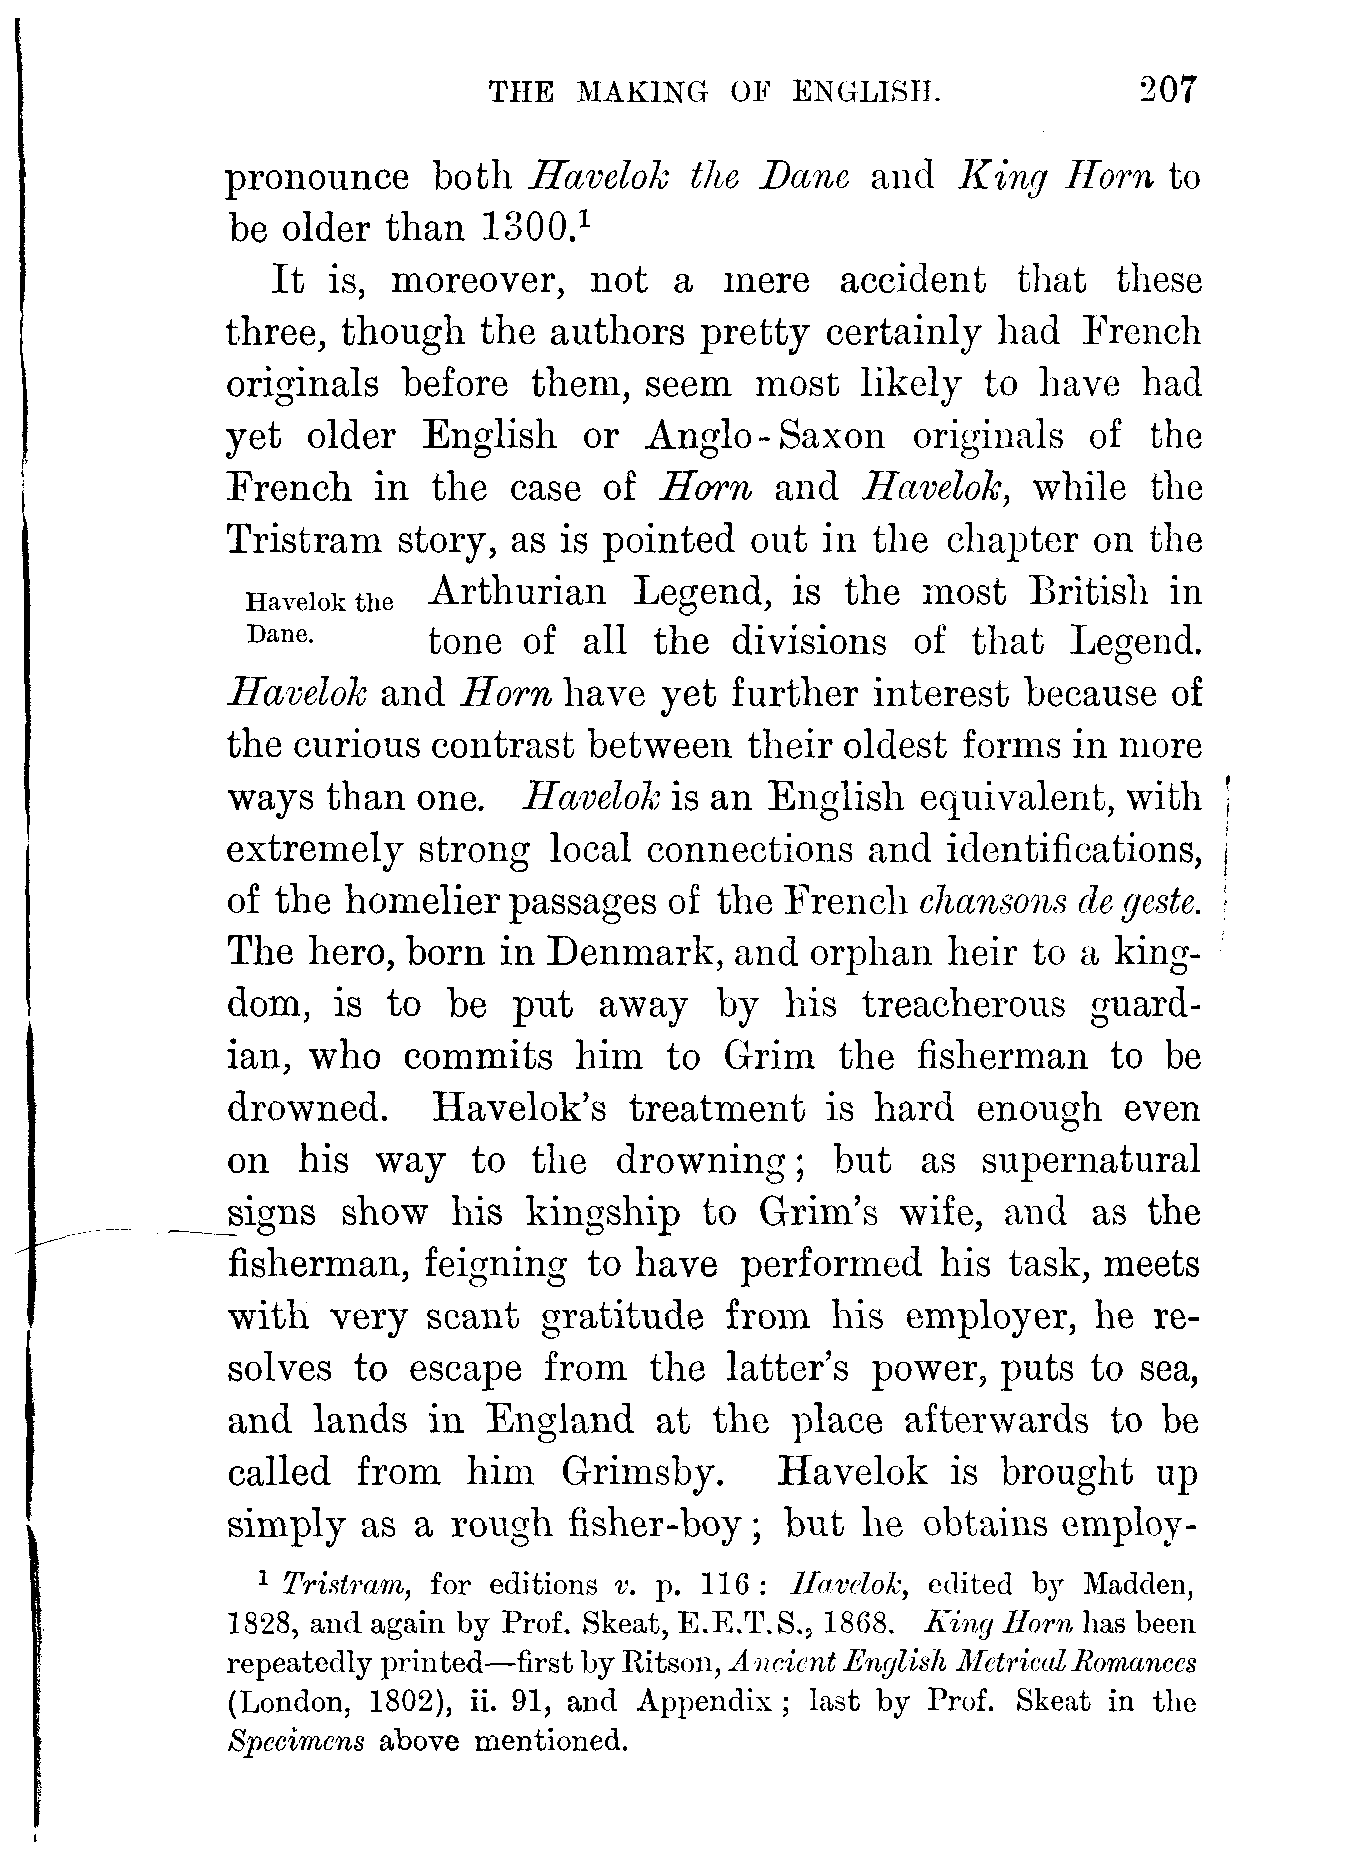 THE MAKING OF ENGLISH. 207
pronounce both Havelok the Dane and King Horn to
be older than 1300.¹
It is, moreover, not a mere accident that these
three, though the authors pretty certainly had French
originals before them, seem most likely to have had
yet older English or Anglo-Saxon originals of the
French in the case of Horn and Havelok, while the
Tristram story, as is pointed out in the chapter on the
Havelok the
Dane.
Arthurian Legend, is the most British in
tone of all the divisions of that Legend.
Havelok and Horn have yet further interest because of
the curious contrast between their oldest forms in more
ways than one. Havelok is an English equivalent, with
extremely strong local connections and identifications,
of the homelier passages of the French chansons de geste.
The hero, born in Denmark, and orphan heir to a king-
dom, is to be put away by his treacherous guard-
ian, who commits him to Grim the fisherman to be
drowned. Havelok's treatment is hard enough even
on his way to the drowning; but as supernatural
signs show his kingship to Grim's wife, and as the
fisherman, feigning to have performed his task, meets
with very scant gratitude from his employer, he re-
solves to escape from the latter's power, puts to sea,
and lands in England at the place afterwards to be
called from him Grimsby. Havelok is brought up
simply as a rough fisher-boy; but he obtains employ-
¹ Tristram, for editions v. p. 116: Havelok, edited by Madden,
1828, and again by Prof. Skeat, E.E.T.S., 1868. King Horn has been
repeatedly printed—first by Ritson, Ancient English Metrical Romances
(London, 1802), ii. 91, and Appendix; last by Prof. Skeat in the
Specimens above mentioned.